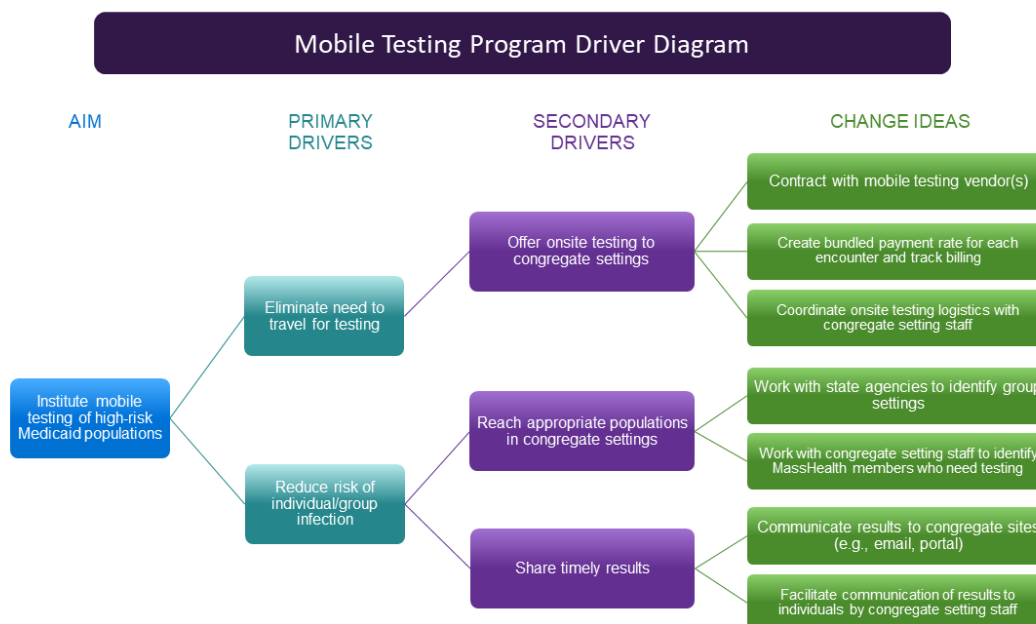 Mobile Testing Program Driver Diagram
AIM
PRIMARY
DRIVERS
SECONDARY
DRIVERS
CHANGE IDEAS
Institute mobile
testing of high-risk
Medicaid populations
Eliminate need to
travel for testing
Reduce risk of
individual/group
infection
Offer onsite testing to
congregate settings
Reach appropriate populations
in congregate settings
Share timely results
Contract with mobile testing vendor(s)
Create bundled payment rate for each
encounter and track billing
Coordinate onsite testing logistics with
congregate setting staff
Work with state agencies to identify group
settings
Work with congregate setting staff to identify
MassHealth members who need testing
Communicate results to congregate sites
(e.g., email, portal)
Facilitate communication of results to
individuals by congregate setting staff